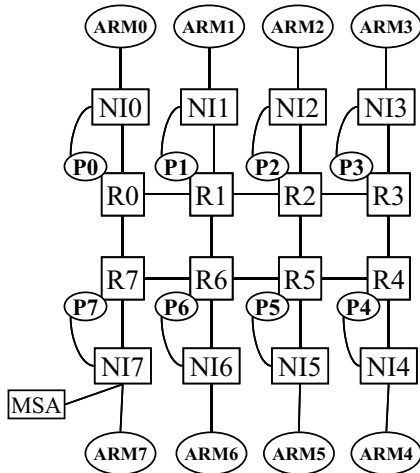 ARM0 ARM1 ARM2 ARM3
NI0 NI1 NI2 NI3
P0 P1 P2 P3
R0 R1 R2 R3
R7 R6 R5 R4
P7 P6 P5 P4
NI7 NI6 NI5 NI4
MSA
ARM7 ARM6 ARM5 ARM4